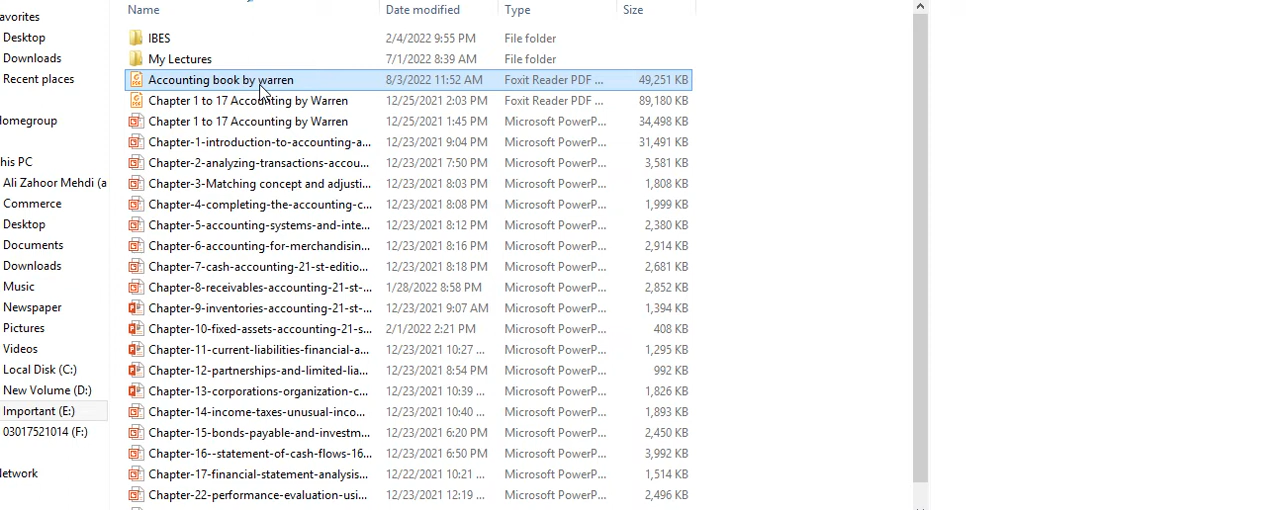 Name Date modified Type Size
avorites
Desktop
Downloads
Recent places
omegroup
his PC
Ali Zahoor Mehdi (a
Commerce
Desktop
Documents
Downloads
Music
Newspaper
Pictures
Videos
Local Disk (C:)
New Volume (D:)
Important (E:)
03017521014 (F:)
etwork
IBES 2/4/2022 9:55 PM File folder
My Lectures 7/1/2022 8:39 AM File folder
Accounting book by warren 8/3/2022 11:52 AM Foxit Reader PDF ... 49,251 KB
Chapter 1 to 17 Accounting by Warren 12/25/2021 2:03 PM Foxit Reader PDF ... 89,180 KB
Chapter 1 to 17 Accounting by Warren 12/25/2021 1:45 PM Microsoft PowerP... 34,498 KB
Chapter-1-introduction-to-accounting-a... 12/23/2021 9:04 PM Microsoft PowerP... 31,491 KB
Chapter-2-analyzing-transactions-accou... 12/23/2021 7:50 PM Microsoft PowerP... 3,581 KB
Chapter-3-Matching concept and adjusti... 12/23/2021 8:03 PM Microsoft PowerP... 1,808 KB
Chapter-4-completing-the-accounting-c... 12/23/2021 8:08 PM Microsoft PowerP... 1,999 KB
Chapter-5-accounting-systems-and-inte... 12/23/2021 8:12 PM Microsoft PowerP... 2,380 KB
Chapter-6-accounting-for-merchandisin... 12/23/2021 8:16 PM Microsoft PowerP... 2,914 KB
Chapter-7-cash-accounting-21-st-editio... 12/23/2021 8:18 PM Microsoft PowerP... 2,681 KB
Chapter-8-receivables-accounting-21-st-... 1/28/2022 8:58 PM Microsoft PowerP... 2,852 KB
Chapter-9-inventories-accounting-21-st-... 12/23/2021 9:07 AM Microsoft PowerP... 1,394 KB
Chapter-10-fixed-assets-accounting-21-s... 2/1/2022 2:21 PM Microsoft PowerP... 408 KB
Chapter-11-current-liabilities-financial-a... 12/23/2021 10:27 ... Microsoft PowerP... 1,295 KB
Chapter-12-partnerships-and-limited-lia... 12/23/2021 8:54 PM Microsoft PowerP... 992 KB
Chapter-13-corporations-organization-c... 12/23/2021 10:39 ... Microsoft PowerP... 1,826 KB
Chapter-14-income-taxes-unusual-inco... 12/23/2021 10:40 ... Microsoft PowerP... 1,893 KB
Chapter-15-bonds-payable-and-investm... 12/23/2021 6:20 PM Microsoft PowerP... 2,450 KB
Chapter-16--statement-of-cash-flows-16... 12/23/2021 6:50 PM Microsoft PowerP... 3,992 KB
Chapter-17-financial-statement-analysis... 12/22/2021 10:21 ... Microsoft PowerP... 1,514 KB
Chapter-22-performance-evaluation-usi... 12/23/2021 12:19 ... Microsoft PowerP... 2,496 KB